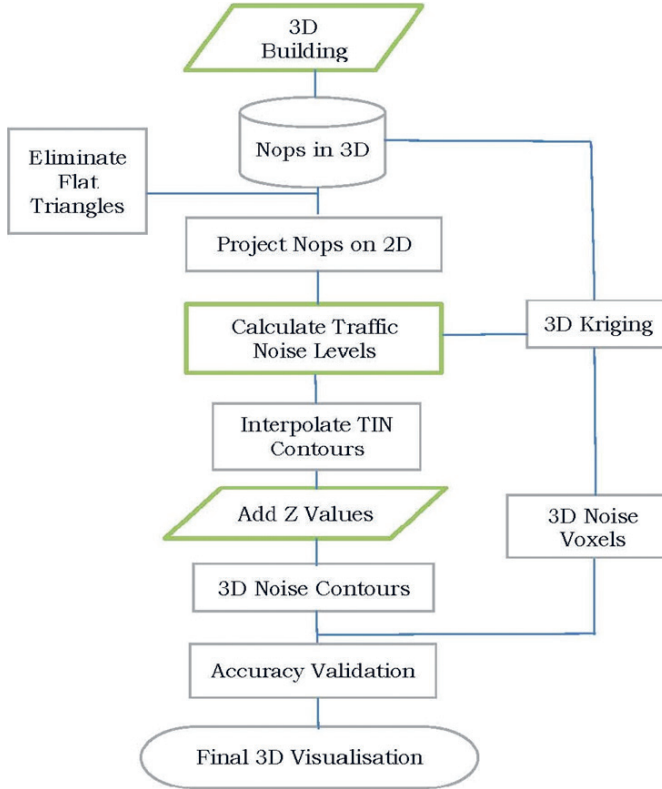 3D
Building
Nops in 3D
Eliminate
Flat
Triangles
Project Nops on 2D
Calculate Traffic
Noise Levels
3D Kriging
Interpolate TIN
Contours
Add Z Values
3D Noise
Voxels
3D Noise Contours
Accuracy Validation
Final 3D Visualisation